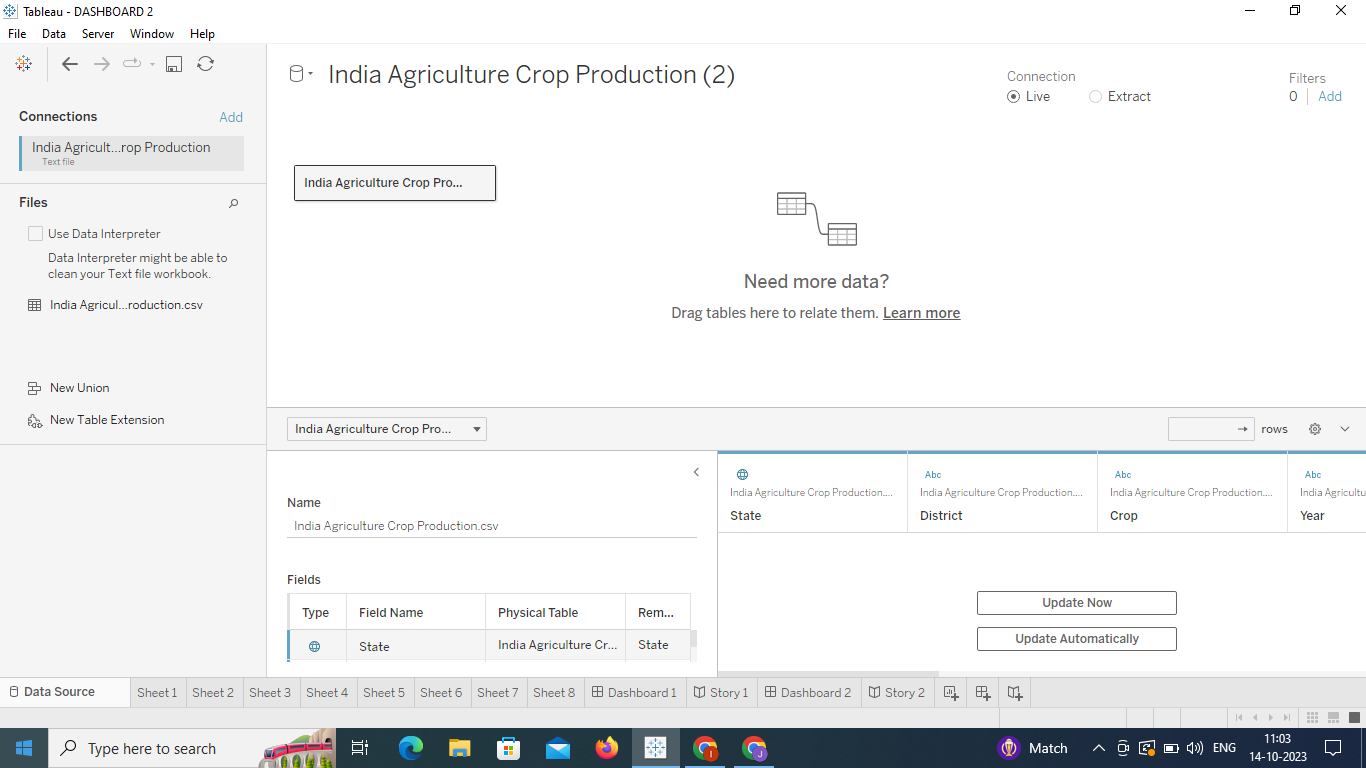 Tableau - DASHBOARD 2
File Data Server Window Help
India Agriculture Crop Production (2)
Connection
Live Extract
Filters
0 Add
Connections Add
India Agricult...rop Production
Text file
Files
Use Data Interpreter
Data Interpreter might be able to
clean your Text file workbook.
India Agricul...roduction.csv
New Union
New Table Extension
India Agriculture Crop Pro...
Need more data?
Drag tables here to relate them. Learn more
India Agriculture Crop Pro...
rows
Name
India Agriculture Crop Production.csv
Fields
Type Field Name Physical Table Rem...
State India Agriculture Cr... State
Abc Abc Abc
India Agriculture Crop Production.... India Agriculture Crop Production.... India Agriculture Crop Production.... India Agricultu
State District Crop Year
Update Now
Update Automatically
Data Source Sheet 1 Sheet 2 Sheet 3 Sheet 4 Sheet 5 Sheet 6 Sheet 7 Sheet 8 Dashboard 1 Story 1 Dashboard 2 Story 2
Type here to search
Match
ENG
11:03
14-10-2023